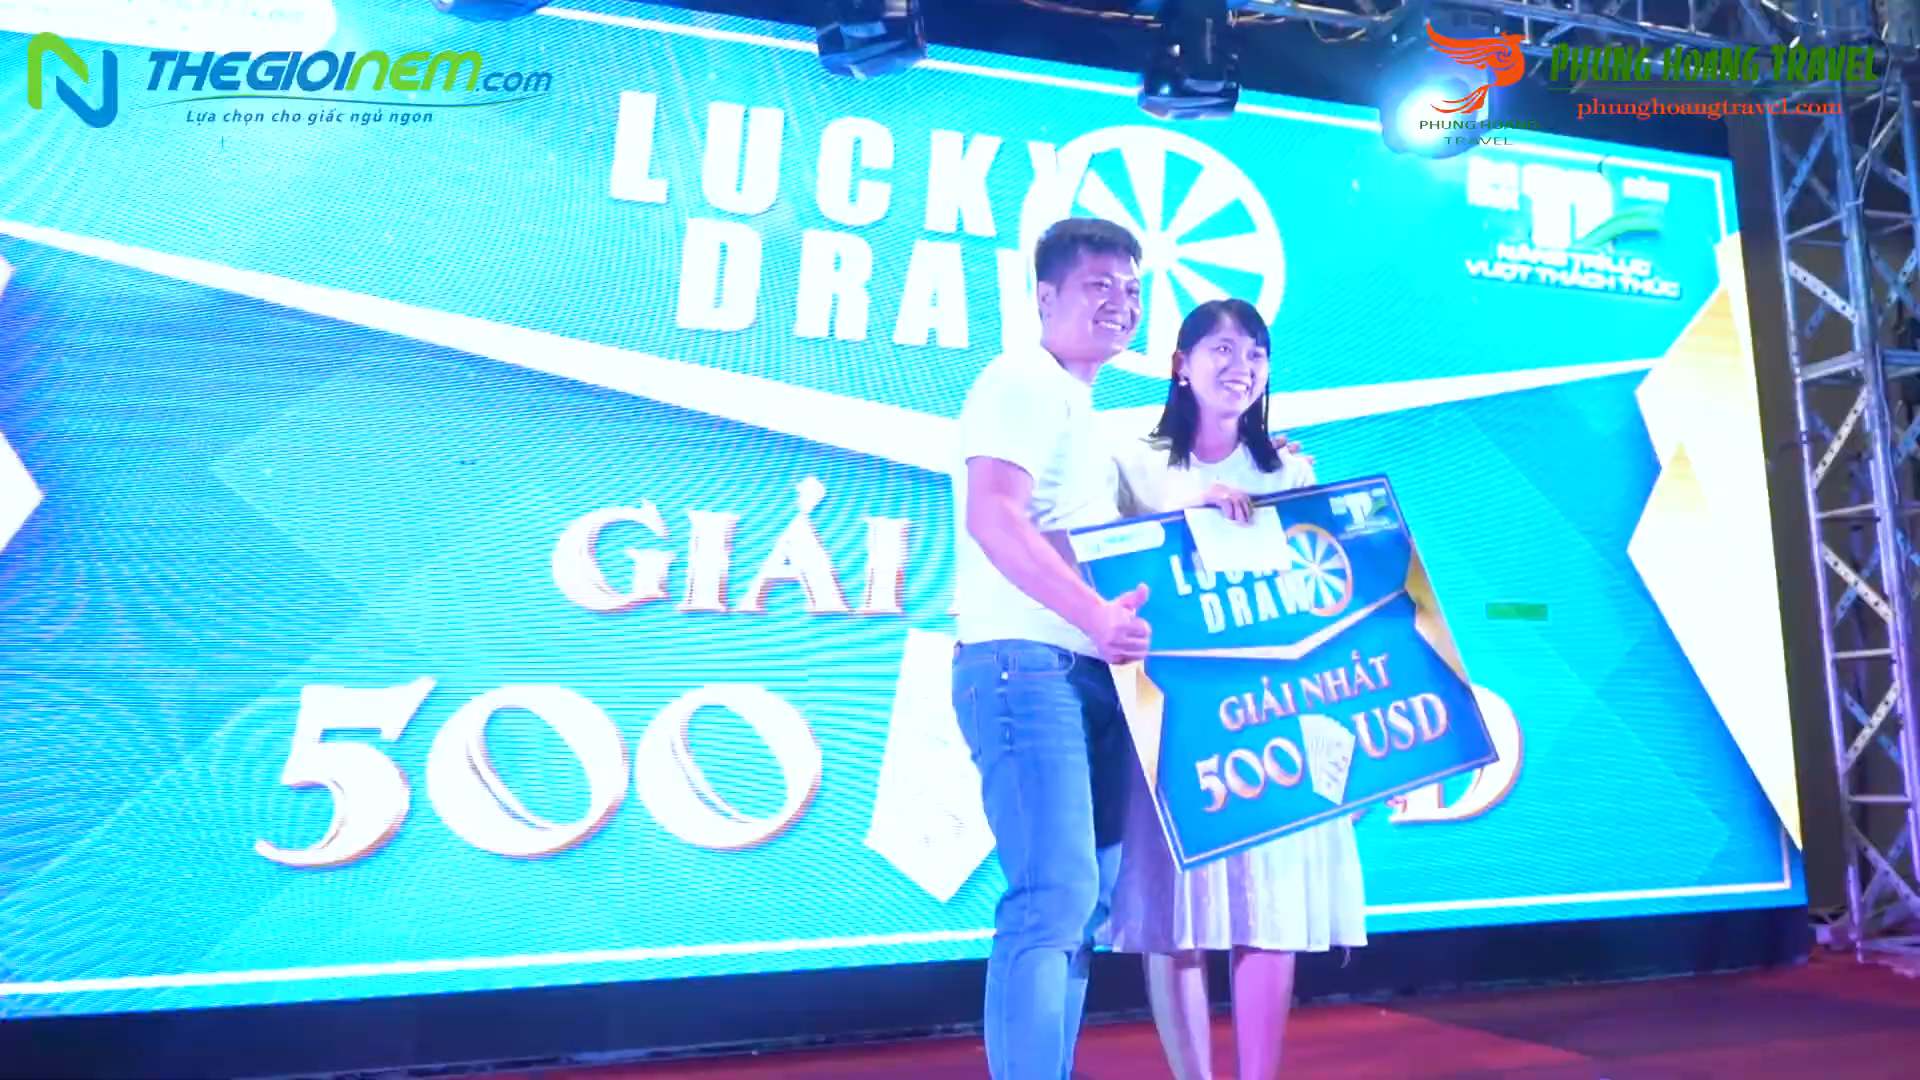 THEGIOINEM.com
Lựa chọn cho giấc ngủ ngon
PHUNG HOANG TRAVEL
phunghoangtravel.com
PHUNG HOANG
TRAVEL
LUCKY
DRAW
NÂNG TRÍ LỰC
VƯỢT THÁCH THỨC
GIẢI
500
D
LUCKY
DRAW
GIẢI NHẤT
500 USD